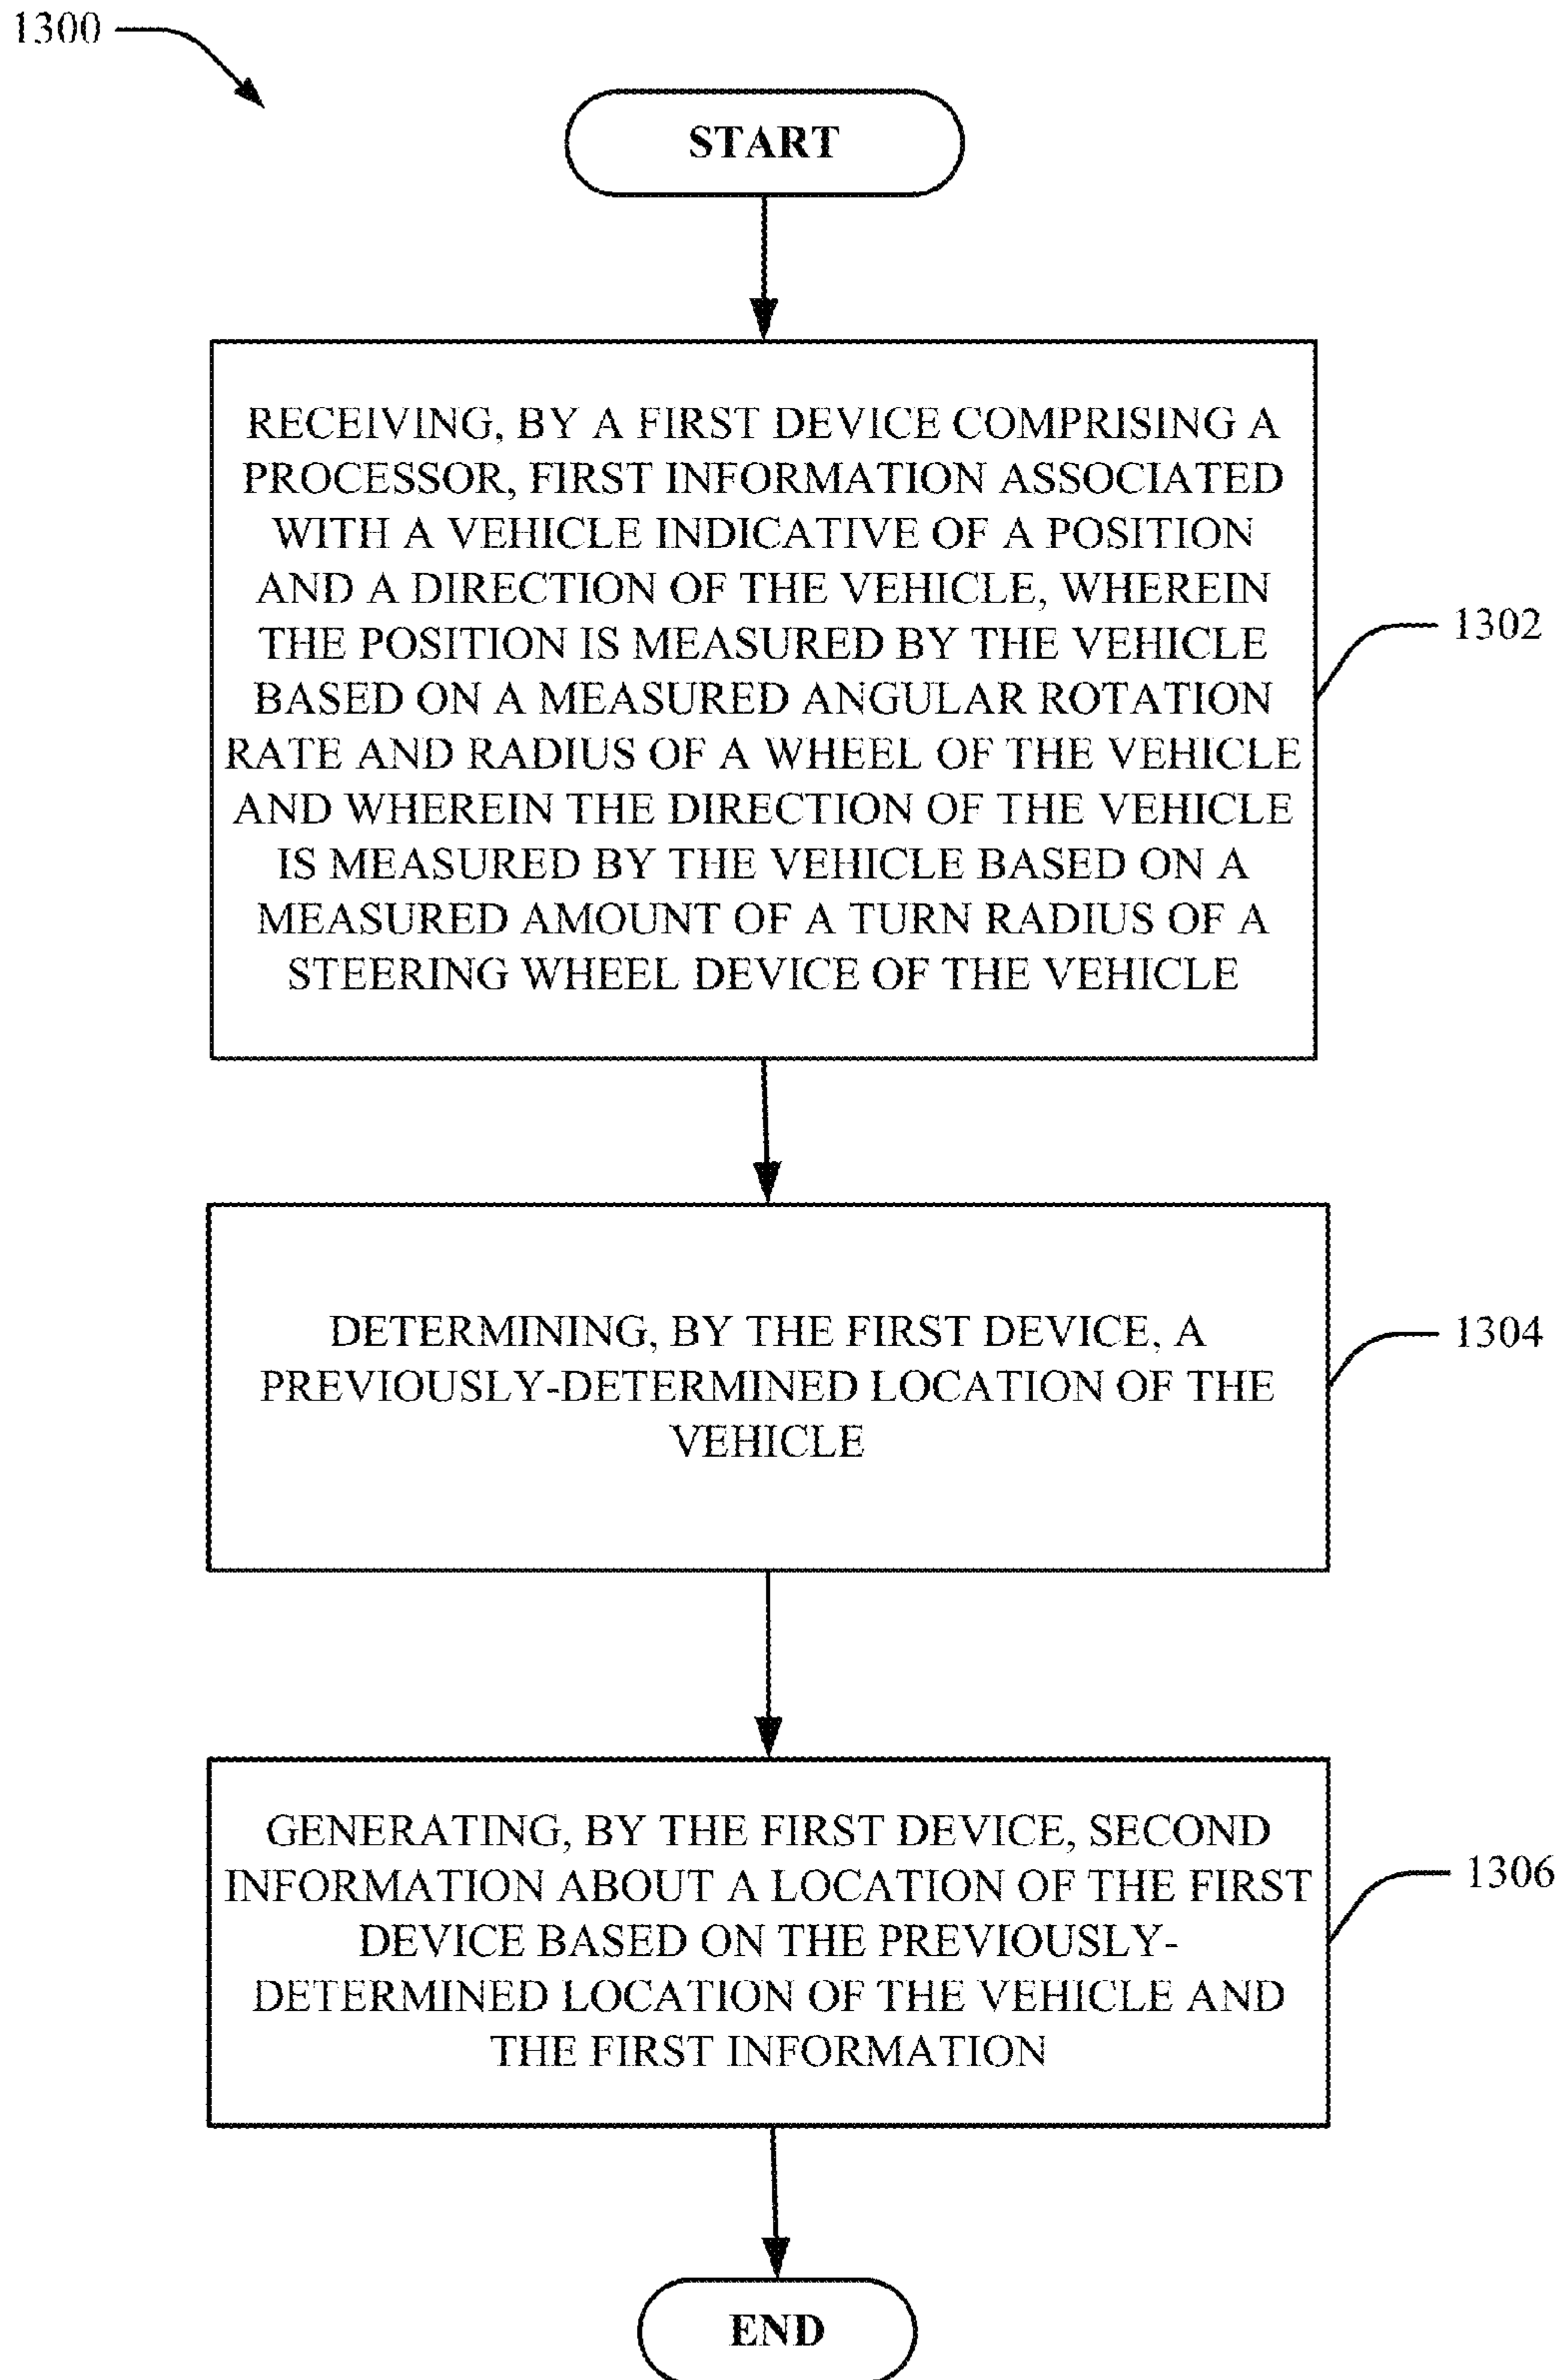 1300
START
RECEIVING, BY A FIRST DEVICE COMPRISING A
PROCESSOR, FIRST INFORMATION ASSOCIATED
WITH A VEHICLE INDICATIVE OF A POSITION
AND A DIRECTION OF THE VEHICLE, WHEREIN
THE POSITION IS MEASURED BY THE VEHICLE
BASED ON A MEASURED ANGULAR ROTATION
RATE AND RADIUS OF A WHEEL OF THE VEHICLE
AND WHEREIN THE DIRECTION OF THE VEHICLE
IS MEASURED BY THE VEHICLE BASED ON A
MEASURED AMOUNT OF A TURN RADIUS OF A
STEERING WHEEL DEVICE OF THE VEHICLE
1302
DETERMINING, BY THE FIRST DEVICE, A
PREVIOUSLY-DETERMINED LOCATION OF THE
VEHICLE
1304
GENERATING, BY THE FIRST DEVICE, SECOND
INFORMATION ABOUT A LOCATION OF THE FIRST
DEVICE BASED ON THE PREVIOUSLY-
DETERMINED LOCATION OF THE VEHICLE AND
THE FIRST INFORMATION
1306
END